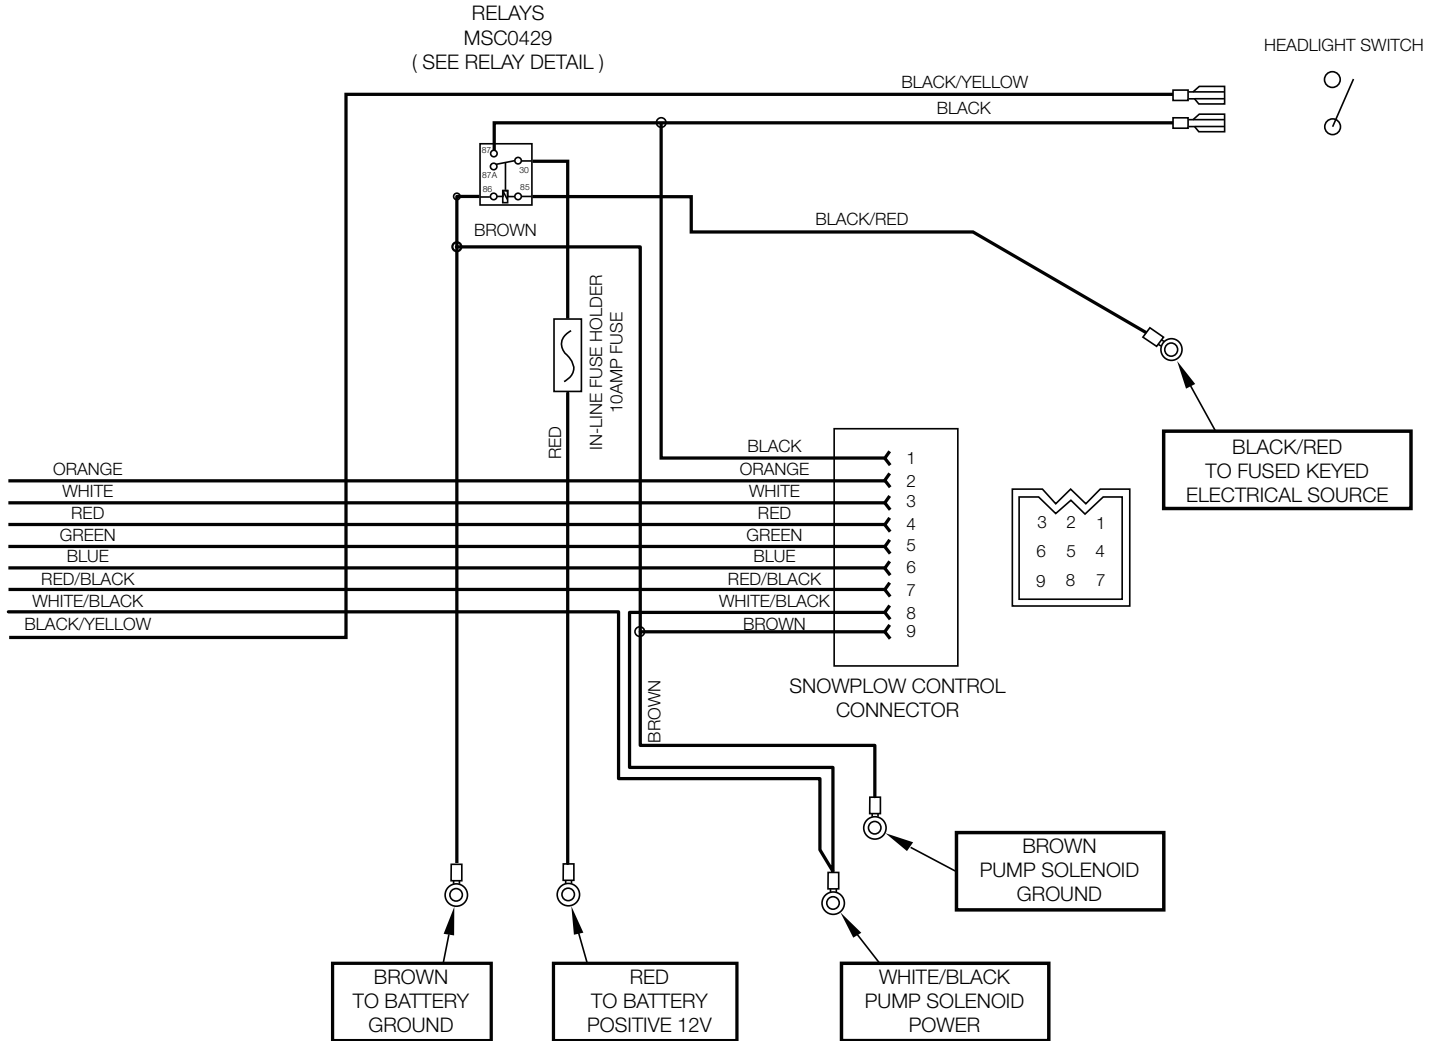 RELAYS
MSC0429
( SEE RELAY DETAIL )
HEADLIGHT SWITCH
BLACK/YELLOW
BLACK
87
87A
30
86
85
BROWN
BLACK/RED
IN-LINE FUSE HOLDER
10AMP FUSE
RED
BLACK/RED
TO FUSED KEYED
ELECTRICAL SOURCE
ORANGE
WHITE
RED
GREEN
BLUE
RED/BLACK
WHITE/BLACK
BLACK/YELLOW
BLACK 1
ORANGE 2
WHITE 3
RED 4
GREEN 5
BLUE 6
RED/BLACK 7
WHITE/BLACK 8
BROWN 9
3 2 1
6 5 4
9 8 7
SNOWPLOW CONTROL
CONNECTOR
BROWN
BROWN
PUMP SOLENOID
GROUND
BROWN
TO BATTERY
GROUND
RED
TO BATTERY
POSITIVE 12V
WHITE/BLACK
PUMP SOLENOID
POWER